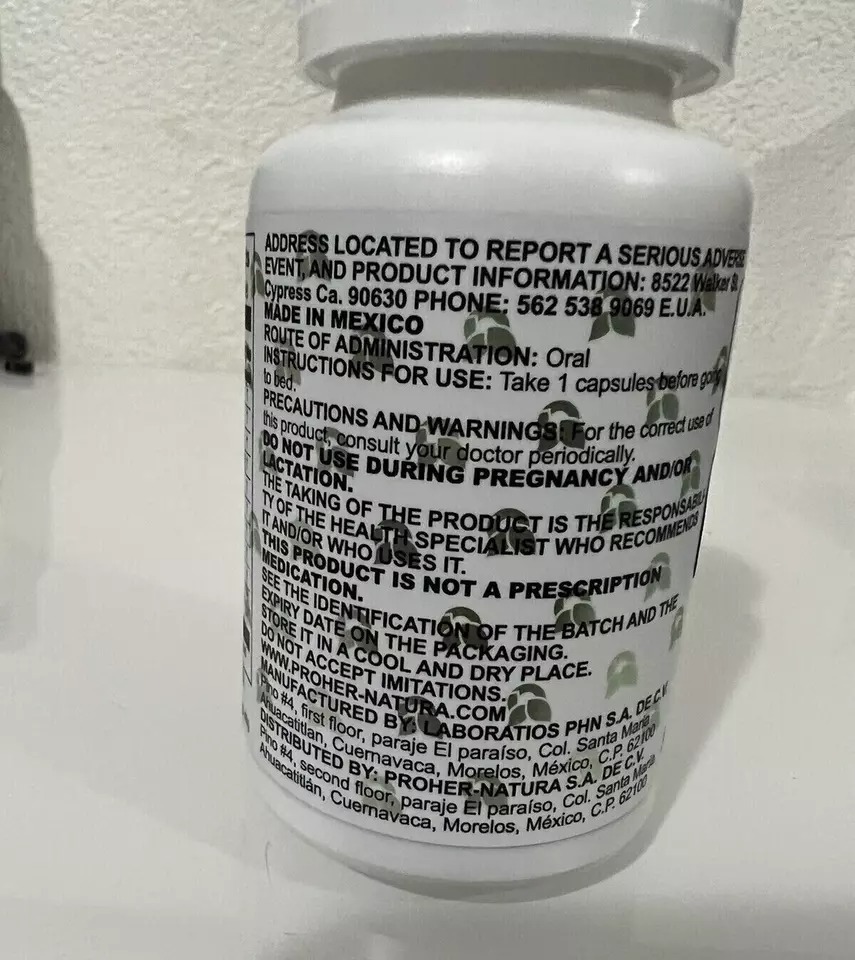 ADDRESS LOCATED TO REPORT A SERIOUS ADVERSE
EVENT, AND PRODUCT INFORMATION: 8522 Walker St.
Cypress Ca. 90630 PHONE: 562 538 9069 E.U.A.
MADE IN MEXICO
ROUTE OF ADMINISTRATION: Oral
INSTRUCTIONS FOR USE: Take 1 capsules before going
to bed.
PRECAUTIONS AND WARNINGS: For the correct use of
this product, consult your doctor periodically.
DO NOT USE DURING PREGNANCY AND/OR
LACTATION.
THE TAKING OF THE PRODUCT IS THE RESPONSABILI
TY OF THE HEALTH SPECIALIST WHO RECOMMENDS
IT AND/OR WHO USES IT.
THIS PRODUCT IS NOT A PRESCRIPTION
MEDICATION.
SEE THE IDENTIFICATION OF THE BATCH AND THE
EXPIRY DATE ON THE PACKAGING.
STORE IT IN A COOL AND DRY PLACE.
DO NOT ACCEPT IMITATIONS.
WWW.PROHER-NATURA.COM
MANUFACTURED BY: LABORATIOS PHN S.A. DE C.V.
Pino #4, first floor, paraje El paraíso, Col. Santa María
Ahuacatitlan, Cuernavaca, Morelos, México, C.P. 62100
DISTRIBUTED BY: PROHER-NATURA S.A. DE C.V.
Pino #4, second floor, paraje El paraíso, Col. Santa María,
Ahuacatitlán, Cuernavaca, Morelos, México, C.P. 62100